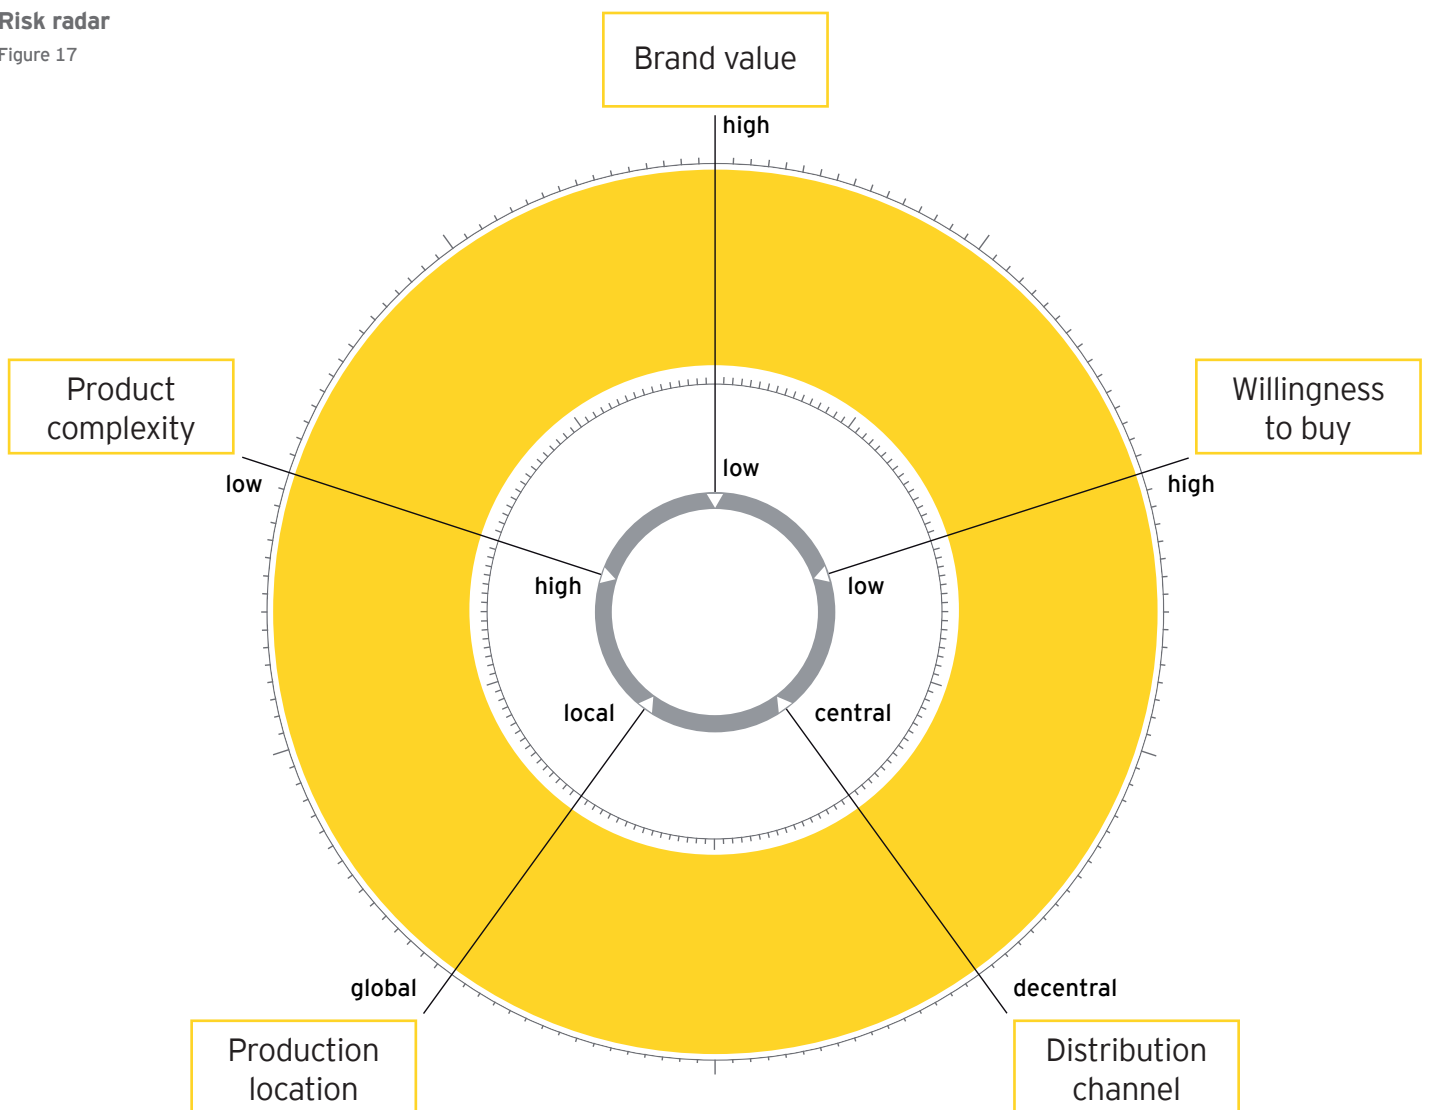 Risk radar
Figure 17
Brand value
high
Product
complexity
Willingness
to buy
low
low
high
high
low
local
central
global
decentral
Production
location
Distribution
channel